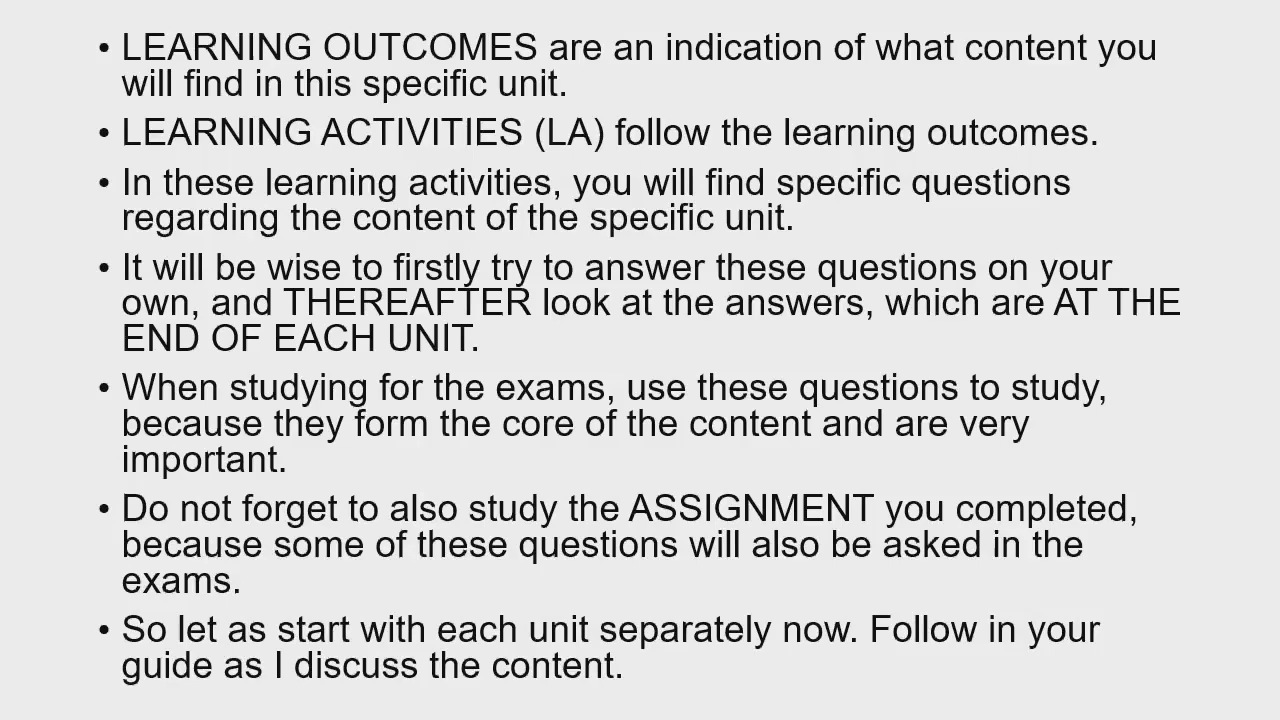 • LEARNING OUTCOMES are an indication of what content you
will find in this specific unit.
• LEARNING ACTIVITIES (LA) follow the learning outcomes.
• In these learning activities, you will find specific questions
regarding the content of the specific unit.
• It will be wise to firstly try to answer these questions on your
own, and THEREAFTER look at the answers, which are AT THE
END OF EACH UNIT.
• When studying for the exams, use these questions to study,
because they form the core of the content and are very
important.
• Do not forget to also study the ASSIGNMENT you completed,
because some of these questions will also be asked in the
exams.
• So let as start with each unit separately now. Follow in your
guide as I discuss the content.